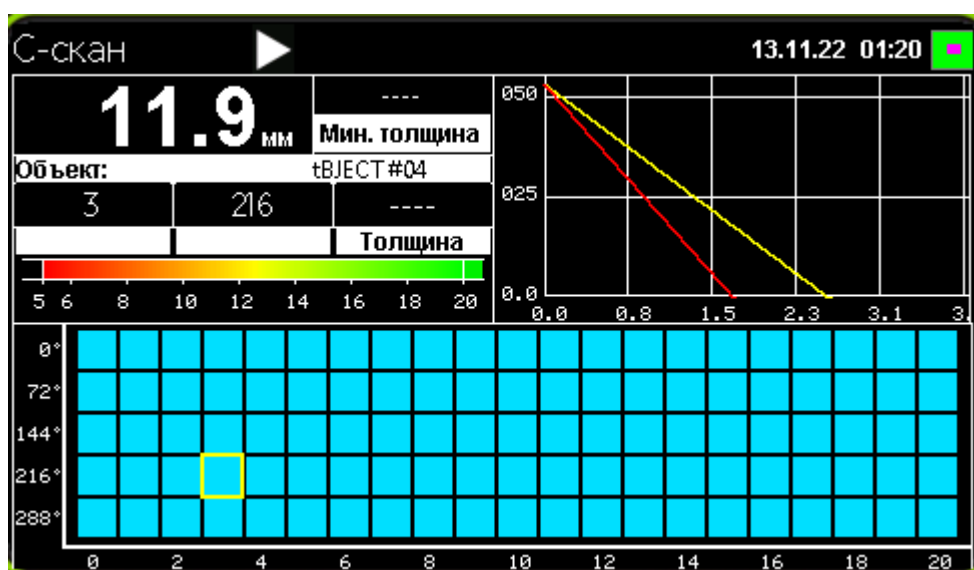 С-скан 13.11.22 01:20
11.9 мм
----
Мин. толщина
Объект: tBJECT#04
3 216 ----
Толщина
5 6 8 10 12 14 16 18 20
050
025
0.0
0.0 0.8 1.5 2.3 3.1 3.
0°
72°
144°
216°
288°
0 2 4 6 8 10 12 14 16 18 20